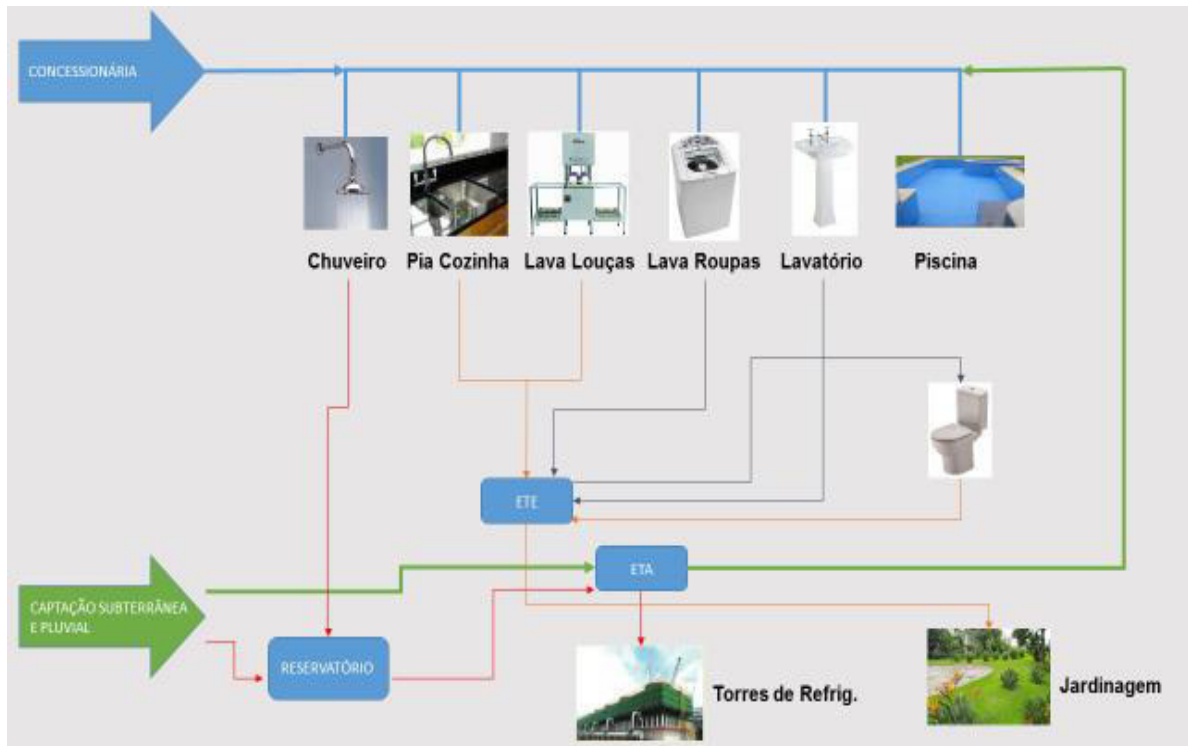 CONCESSIONÁRIA
Chuveiro
Pia Cozinha
Lava Louças
Lava Roupas
Lavatório
Piscina
ETE
ETA
CAPTAÇÃO SUBTERRÂNEA
E PLUVIAL
RESERVATÓRIO
Torres de Refrig.
Jardinagem